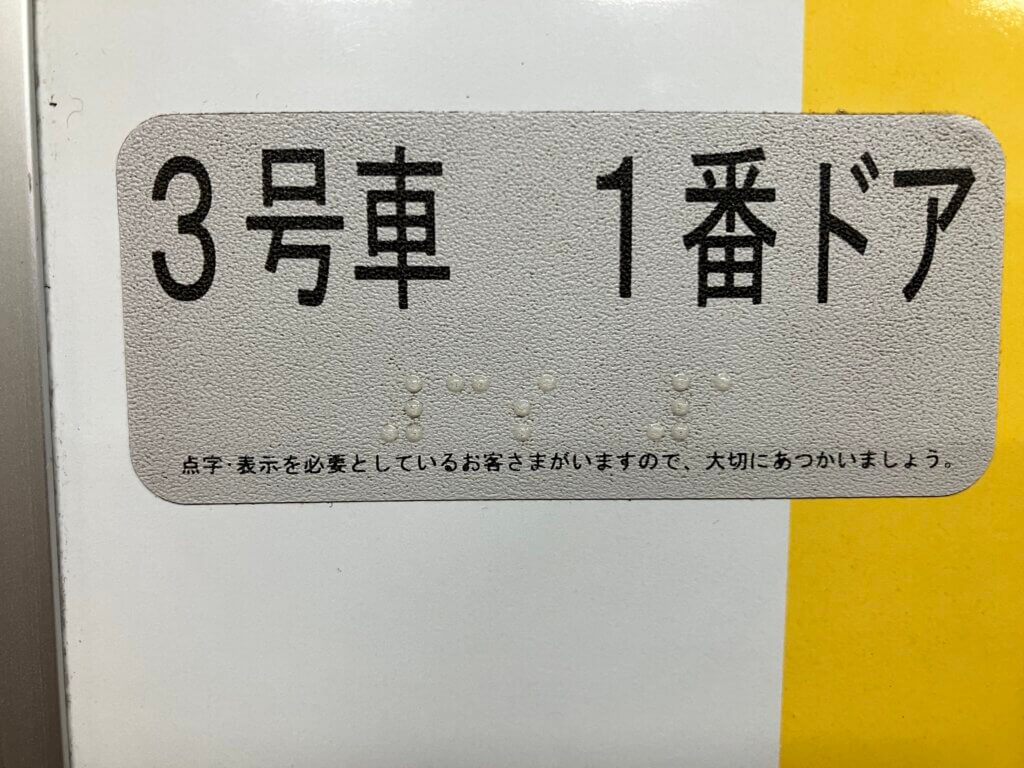 3号車　1番ドア
⠼⠉⠎⠀⠼⠁
点字・表示を必要としているお客さまがいますので、大切にあつかいましょう。